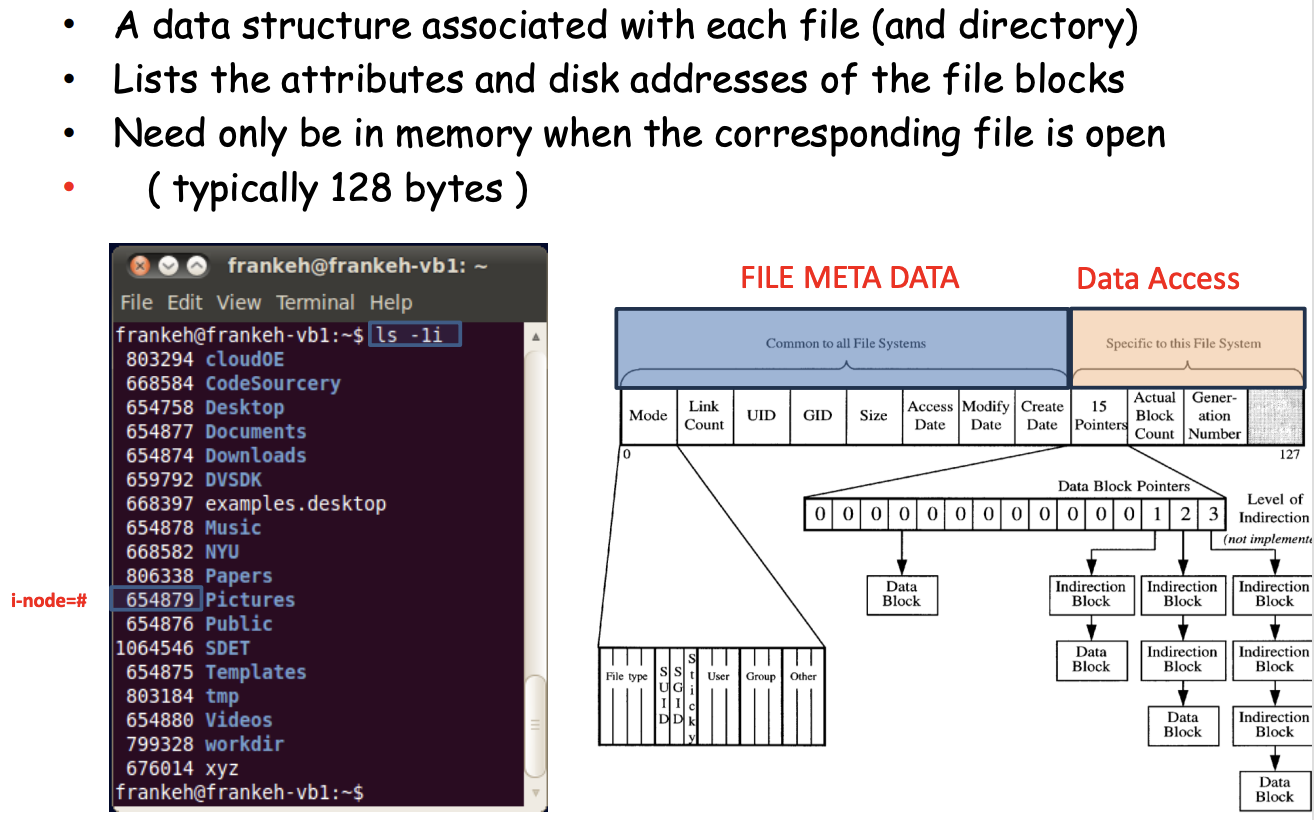 • A data structure associated with each file (and directory)
• Lists the attributes and disk addresses of the file blocks
• Need only be in memory when the corresponding file is open
• ( typically 128 bytes )
frankeh@frankeh-vb1: ~
File Edit View Terminal Help
frankeh@frankeh-vb1:~$ ls -1i
803294 cloudOE
668584 CodeSourcery
654758 Desktop
654877 Documents
654874 Downloads
659792 DVSDK
668397 examples.desktop
654878 Music
668582 NYU
806338 Papers
654879 Pictures
654876 Public
1064546 SDET
654875 Templates
803184 tmp
654880 Videos
799328 workdir
676014 xyz
frankeh@frankeh-vb1:~$
i-node=#
FILE META DATA
Data Access
Common to all File Systems
Specific to this File System
Mode
Link
Count
UID
GID
Size
Access
Date
Modify
Date
Create
Date
15
Pointers
Actual
Block
Count
Gener-
ation
Number
0
127
Data Block Pointers
0 0 0 0 0 0 0 0 0 0 0 0 1 2 3
Level of
Indirection
(not implement
Data
Block
Indirection
Block
Indirection
Block
Indirection
Block
Data
Block
Indirection
Block
Indirection
Block
Data
Block
Indirection
Block
Data
Block
File type
SUID
SGID
Sticky
User
Group
Other